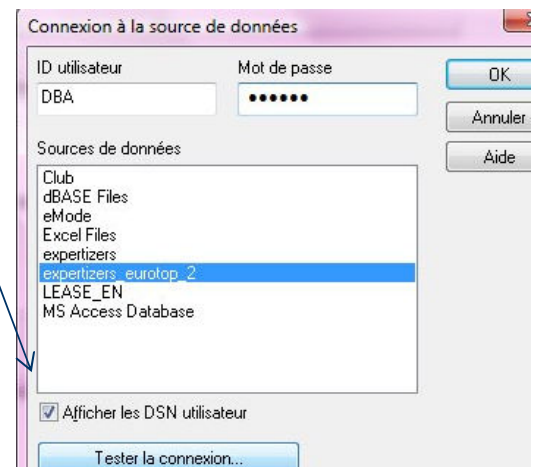 Connexion à la source de données
ID utilisateur
Mot de passe
OK
DBA
••••••
Annuler
Sources de données
Aide
Club
dBASE Files
eMode
Excel Files
expertizers
expertizers_eurotop_2
LEASE_EN
MS Access Database
Afficher les DSN utilisateur
Tester la connexion...